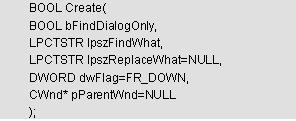 BOOL Create(
BOOL bFindDialogOnly,
LPCTSTR lpszFindWhat,
LPCTSTR lpszReplaceWhat=NULL,
DWORD dwFlag=FR_DOWN,
CWnd* pParentWnd=NULL
);